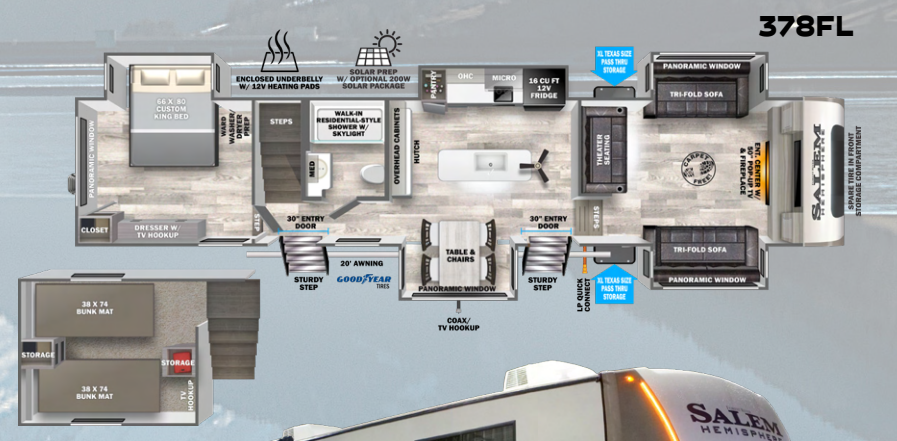 378FL
ENCLOSED UNDERBELLY
W/ 12V HEATING PADS
SOLAR PREP
W/ OPTIONAL 200W
SOLAR PACKAGE
XL TEXAS SIZE
PASS THRU
STORAGE
PANORAMIC WINDOW
TRI-FOLD SOFA
PANTRY
OHC
MICRO
16 CU FT
12V
FRIDGE
66 X 80
CUSTOM
KING BED
PANORAMIC WINDOW
WARD
WASHER/
DRYER
PREP
STEPS
WALK-IN
RESIDENTIAL-STYLE
SHOWER W/
SKYLIGHT
MED
OVERHEAD CABINETS
HUTCH
THEATER
SEATING
CARPET
FREE
ENT. CENTER W/
50" POP-UP TV
& FIREPLACE
SALEM
HEMISPHERE
SPARE TIRE IN FRONT
STORAGE COMPARTMENT
CLOSET
DRESSER W/
TV HOOKUP
STEP
30" ENTRY
DOOR
20' AWNING
GOODYEAR
TIRES
STURDY
STEP
TABLE &
CHAIRS
PANORAMIC WINDOW
COAX/
TV HOOKUP
30" ENTRY
DOOR
STURDY
STEP
STEPS
LP QUICK
CONNECT
XL TEXAS SIZE
PASS THRU
STORAGE
TRI-FOLD SOFA
PANORAMIC WINDOW
38 X 74
BUNK MAT
STORAGE
STORAGE
38 X 74
BUNK MAT
TV
HOOKUP
SALEM
HEMISPHERE